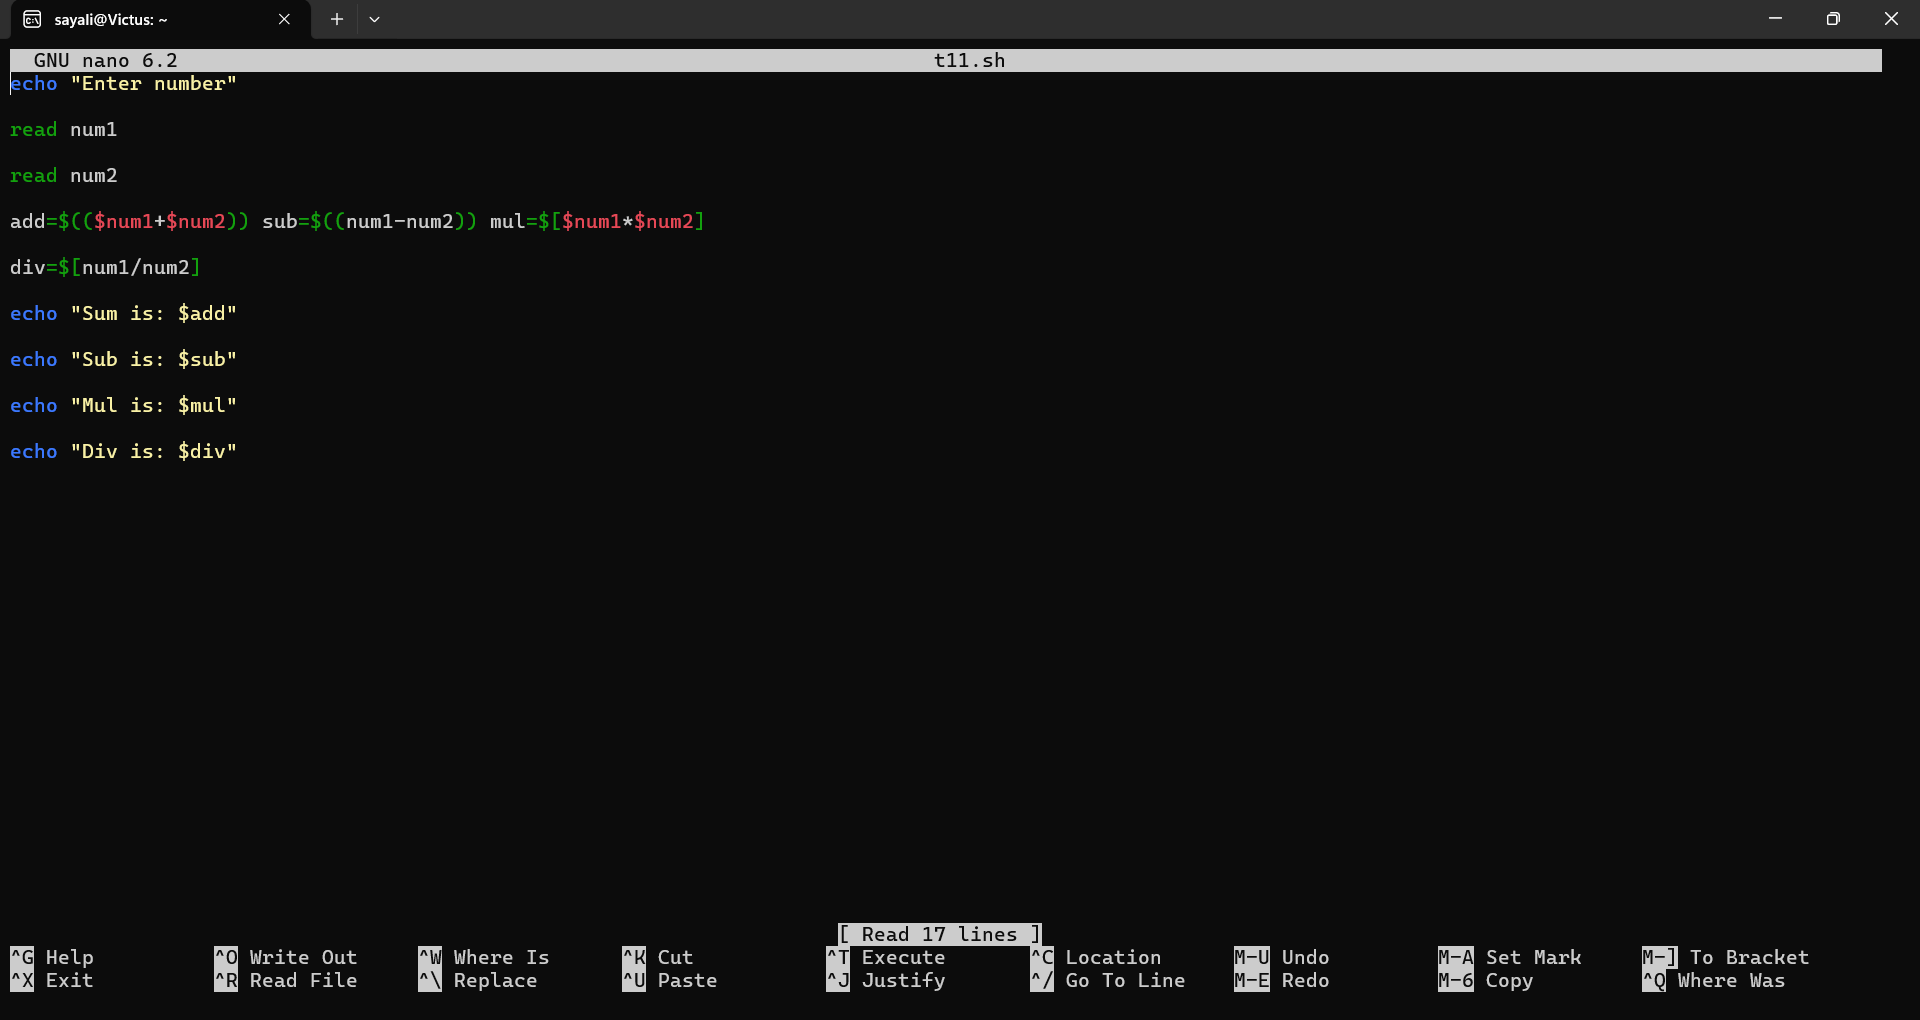 sayali@Victus: ~
GNU nano 6.2 t11.sh
echo "Enter number"
read num1
read num2
add=$(($num1+$num2)) sub=$((num1-num2)) mul=$[$num1*$num2]
div=$[num1/num2]
echo "Sum is: $add"
echo "Sub is: $sub"
echo "Mul is: $mul"
echo "Div is: $div"
[ Read 17 lines ]
^G Help ^O Write Out ^W Where Is ^K Cut ^T Execute ^C Location M-U Undo M-A Set Mark M-] To Bracket
^X Exit ^R Read File ^\ Replace ^U Paste ^J Justify ^/ Go To Line M-E Redo M-6 Copy ^Q Where Was